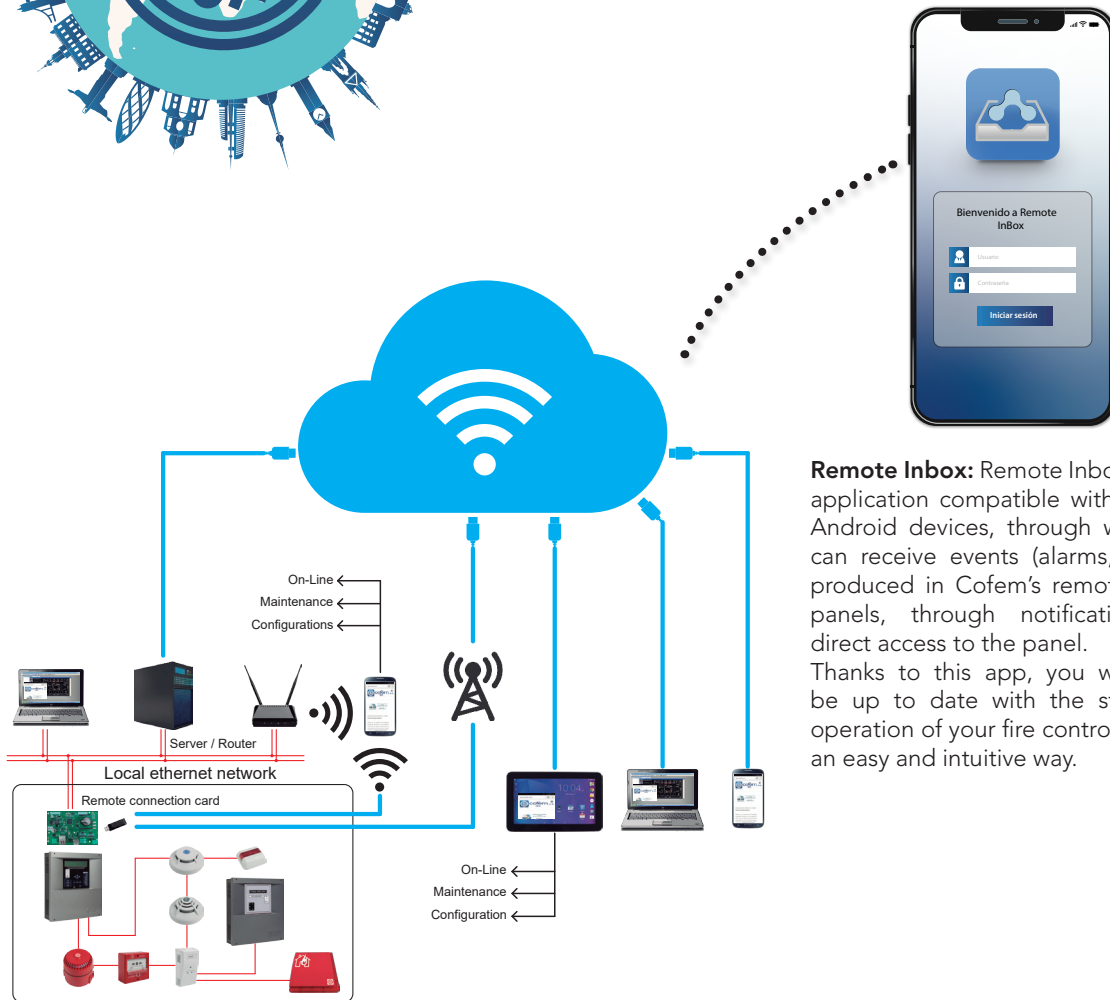 Bienvenido a Remote
InBox
Usuario
Contraseña
Iniciar sesión
Remote Inbox: Remote Inbo
application compatible with
Android devices, through
can receive events (alarms,
produced in Cofem's remot
panels, through notificati
direct access to the panel.
Thanks to this app, you w
be up to date with the st
operation of your fire control
an easy and intuitive way.
On-Line
Maintenance
Configurations
Server / Router
Local ethernet network
Remote connection card
On-Line
Maintenance
Configuration